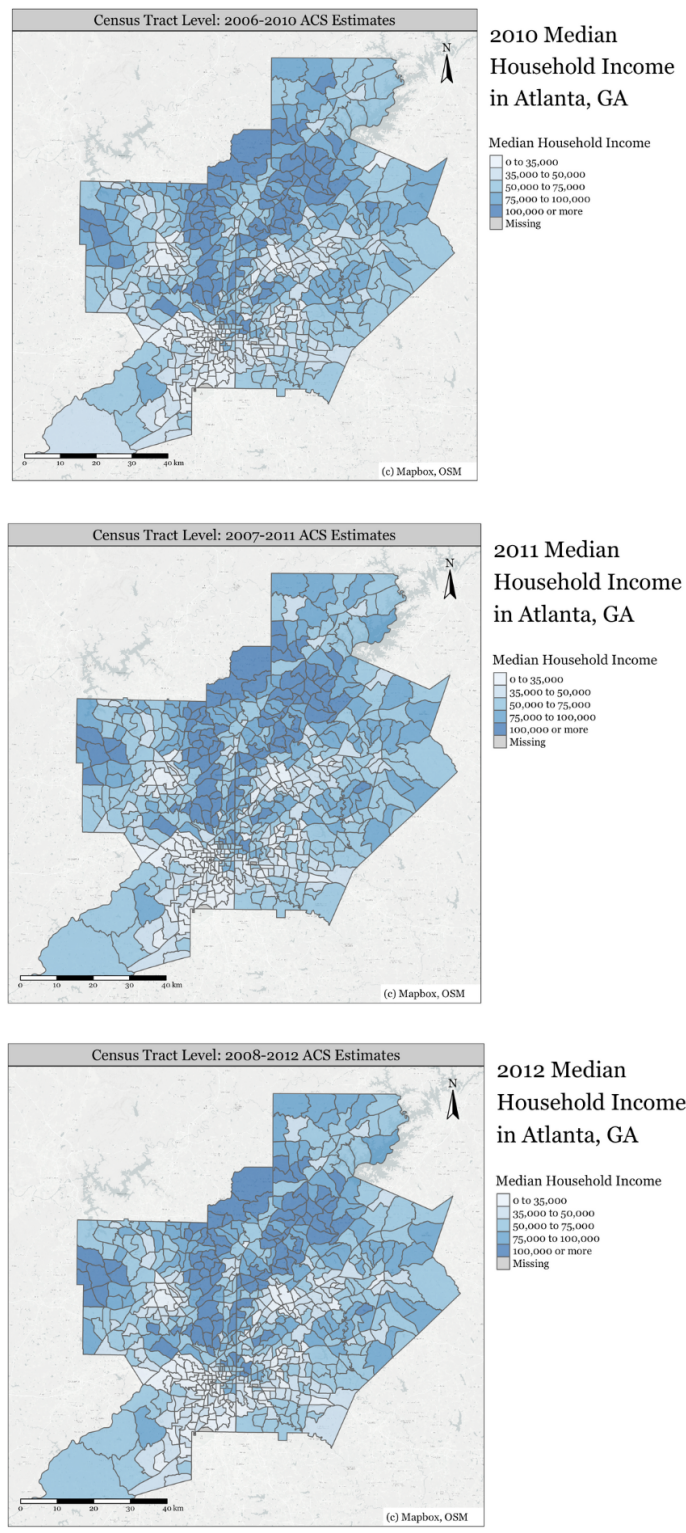 Census Tract Level: 2006-2010 ACS Estimates
2010 Median
Household Income
in Atlanta, GA
N
Median Household Income
0 to 35,000
35,000 to 50,000
50,000 to 75,000
75,000 to 100,000
100,000 or more
Missing
0 10 20 30 40 km
(c) Mapbox, OSM
Census Tract Level: 2007-2011 ACS Estimates
2011 Median
Household Income
in Atlanta, GA
N
Median Household Income
0 to 35,000
35,000 to 50,000
50,000 to 75,000
75,000 to 100,000
100,000 or more
Missing
0 10 20 30 40 km
(c) Mapbox, OSM
Census Tract Level: 2008-2012 ACS Estimates
2012 Median
Household Income
in Atlanta, GA
N
Median Household Income
0 to 35,000
35,000 to 50,000
50,000 to 75,000
75,000 to 100,000
100,000 or more
Missing
0 10 20 30 40 km
(c) Mapbox, OSM